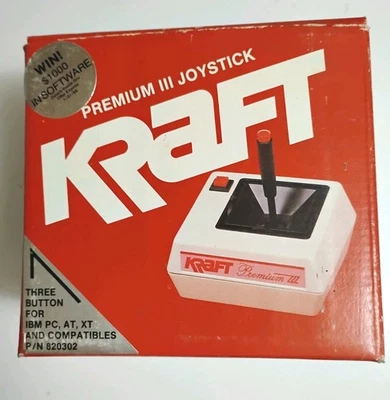 WIN!
$1000
IN SOFTWARE
PREMIUM III JOYSTICK
KRAFT
KRAFT Premium III
THREE
BUTTON
FOR
IBM PC, AT, XT
AND COMPATIBLES
P/N 820302